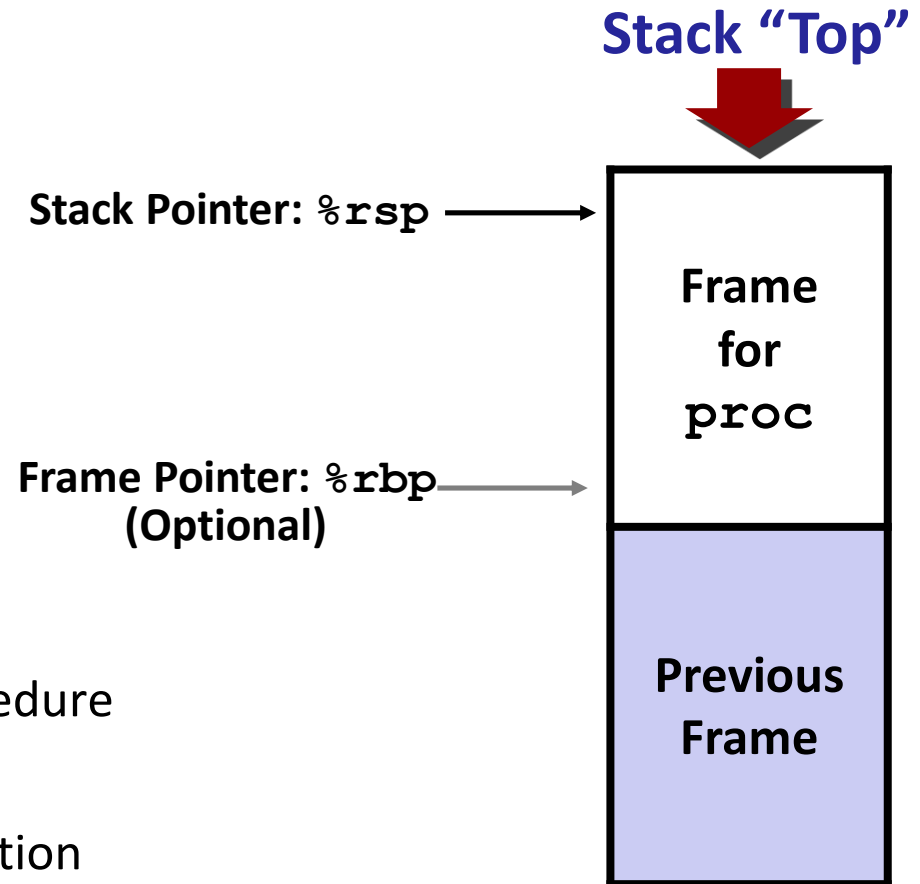 Stack “Top”
Stack Pointer: %rsp
Frame
for
proc
Frame Pointer: %rbp
(Optional)
Previous
Frame
edure
tion